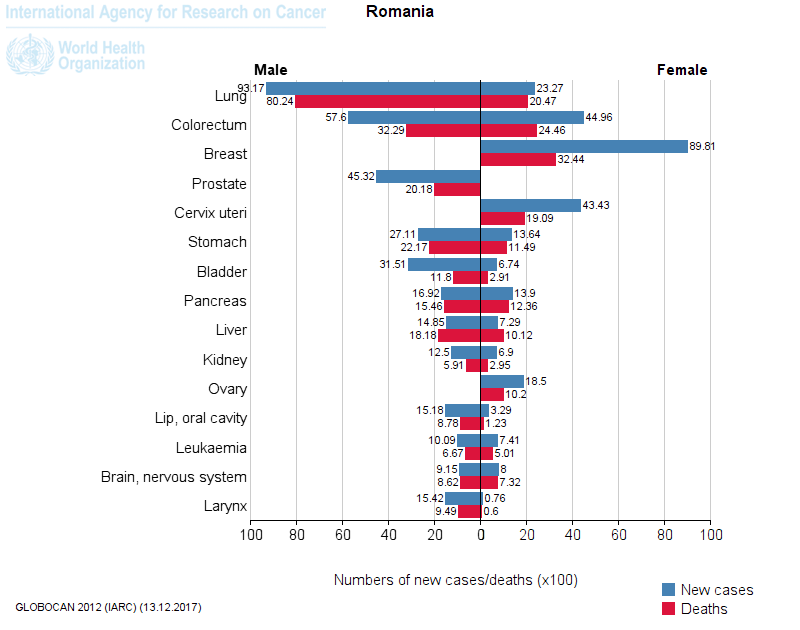 International Agency for Research on Cancer
Romania
World Health
Organization
Male Female
Lung 93.17 23.27
80.24 20.47
Colorectum 57.6 44.96
32.29 24.46
Breast 89.81
32.44
Prostate 45.32
20.18
Cervix uteri 43.43
19.09
Stomach 27.11 13.64
22.17 11.49
Bladder 31.51 6.74
11.8 2.91
Pancreas 16.92 13.9
15.46 12.36
Liver 14.85 7.29
18.18 10.12
Kidney 12.5 6.9
5.91 2.95
Ovary 18.5
10.2
Lip, oral cavity 15.18 3.29
8.78 1.23
Leukaemia 10.09 7.41
6.67 5.01
Brain, nervous system 9.15 8
8.62 7.32
Larynx 15.42 0.76
9.49 0.6
100 80 60 40 20 0 20 40 60 80 100
Numbers of new cases/deaths (x100)
New cases
Deaths
GLOBOCAN 2012 (IARC) (13.12.2017)